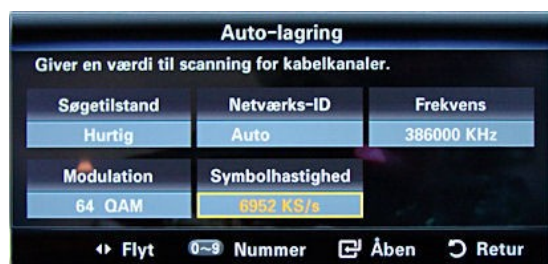 Auto-lagring
Giver en værdi til scanning for kabelkanaler.
Søgetilstand Netværks-ID Frekvens
Hurtig Auto 386000 KHz
Modulation Symbolhastighed
64 QAM 6952 KS/s
Flyt 0~9 Nummer Åben Retur